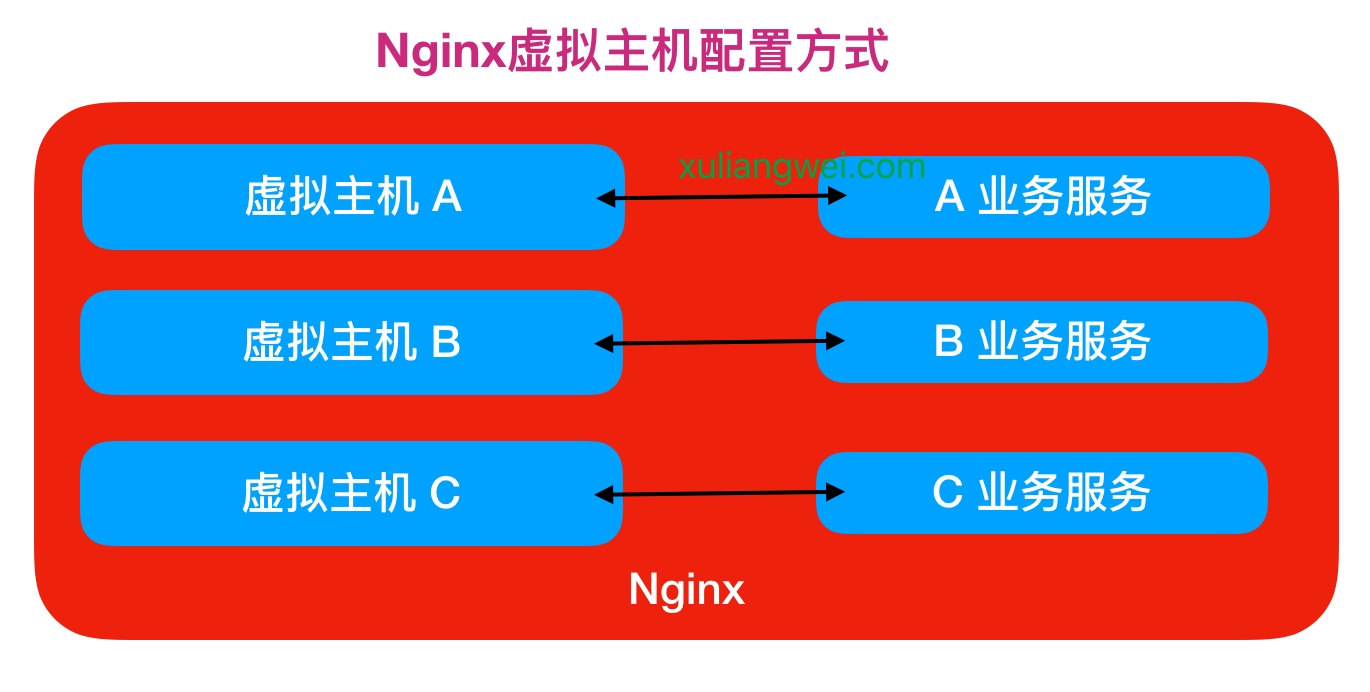 Nginx虚拟主机配置方式
xuliangwei.com
虚拟主机 A
A 业务服务
虚拟主机 B
B 业务服务
虚拟主机 C
C 业务服务
Nginx